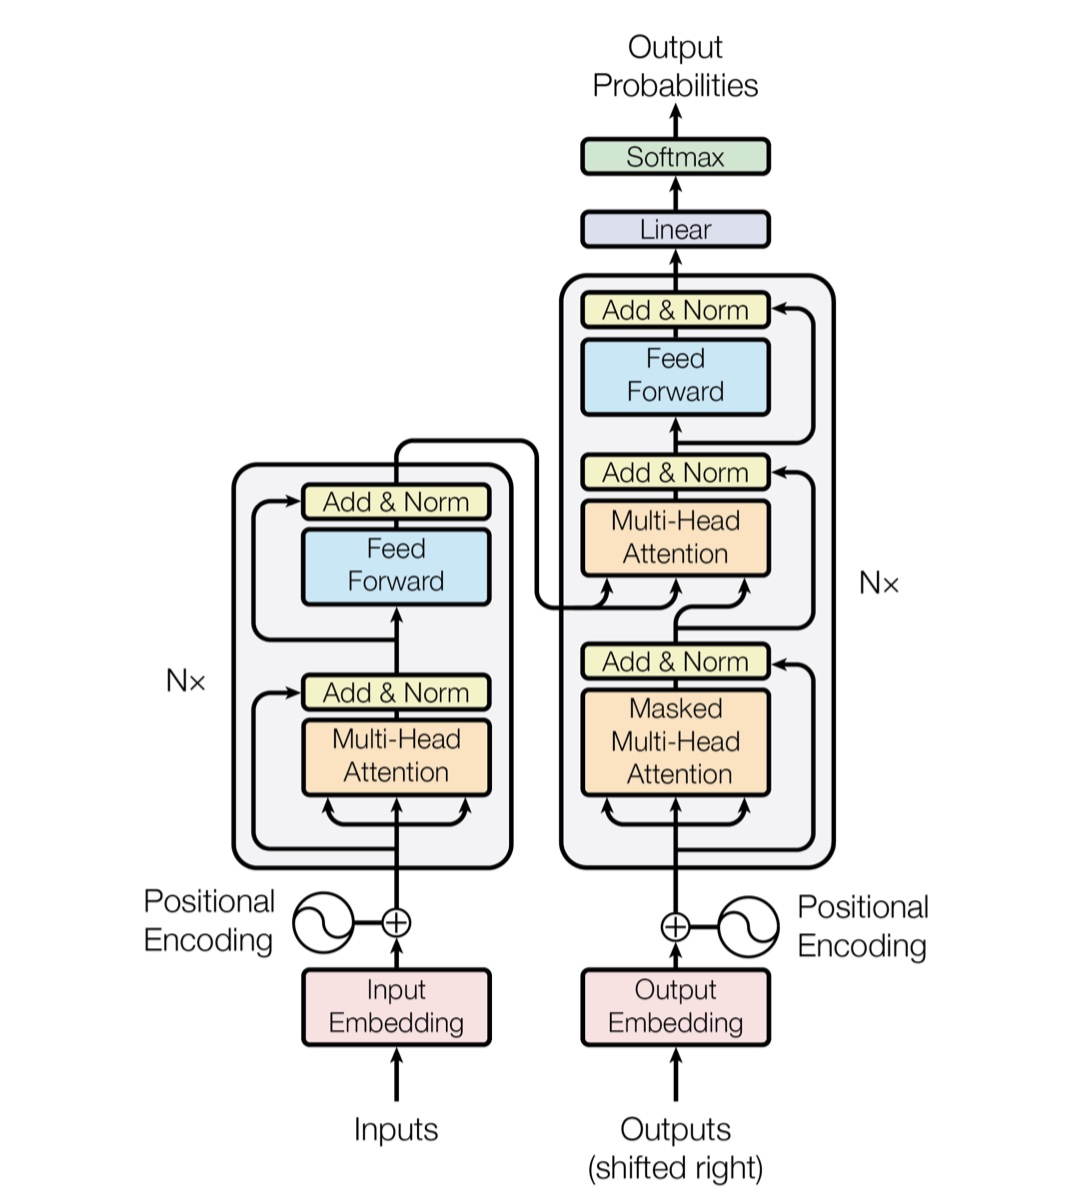 Output
Probabilities
Softmax
Linear
Add & Norm
Feed
Forward
Add & Norm
Multi-Head
Attention
Nx
Add & Norm
Masked
Multi-Head
Attention
Add & Norm
Feed
Forward
Nx
Add & Norm
Multi-Head
Attention
Positional
Encoding
Positional
Encoding
Input
Embedding
Output
Embedding
Inputs
Outputs
(shifted right)